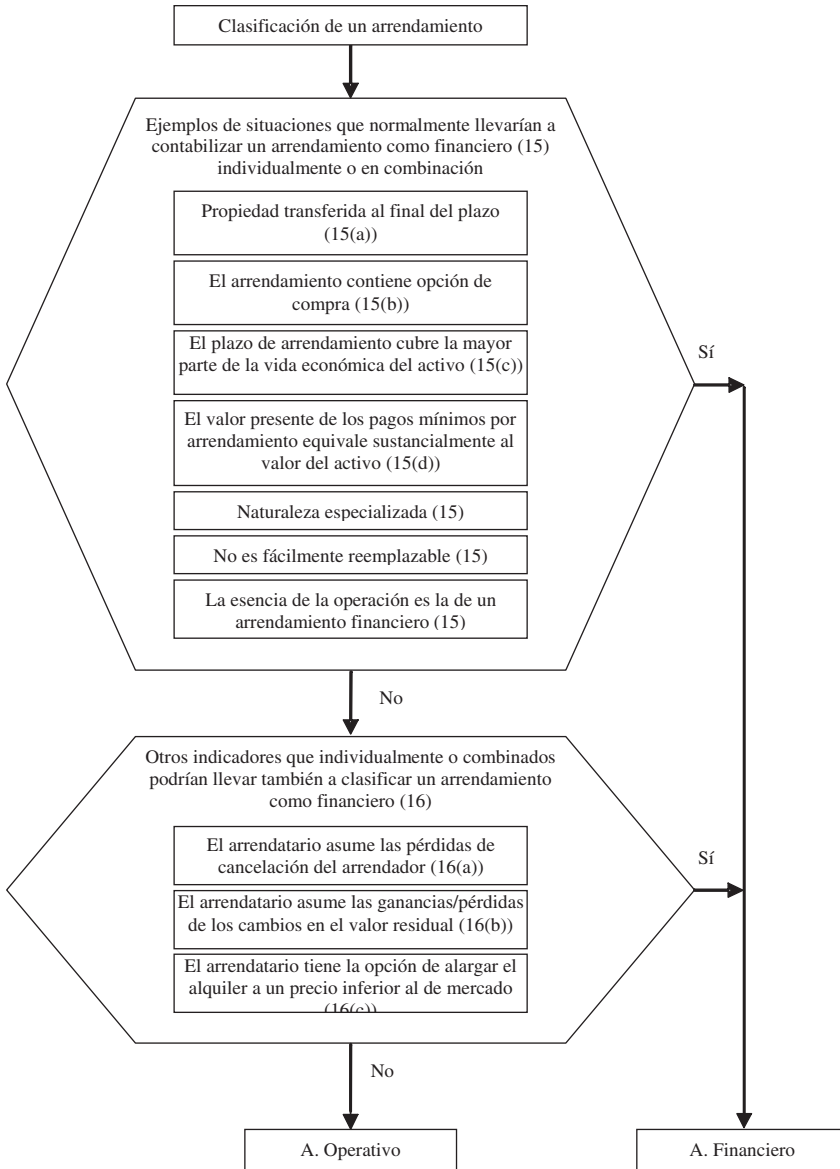 Clasificación de un arrendamiento
Ejemplos de situaciones que normalmente llevarían a
contabilizar un arrendamiento como financiero (15)
individualmente o en combinación
Propiedad transferida al final del plazo
(15(a))
El arrendamiento contiene opción de
compra (15(b))
El plazo de arrendamiento cubre la mayor
parte de la vida económica del activo (15(c))
Sí
El valor presente de los pagos mínimos por
arrendamiento equivale sustancialmente al
valor del activo (15(d))
Naturaleza especializada (15)
No es fácilmente reemplazable (15)
La esencia de la operación es la de un
arrendamiento financiero (15)
No
Otros indicadores que individualmente o combinados
podrían llevar también a clasificar un arrendamiento
como financiero (16)
El arrendatario asume las pérdidas de
cancelación del arrendador (16(a))
Sí
El arrendatario asume las ganancias/pérdidas
de los cambios en el valor residual (16(b))
El arrendatario tiene la opción de alargar el
alquiler a un precio inferior al de mercado
(16(c))
No
A. Operativo
A. Financiero